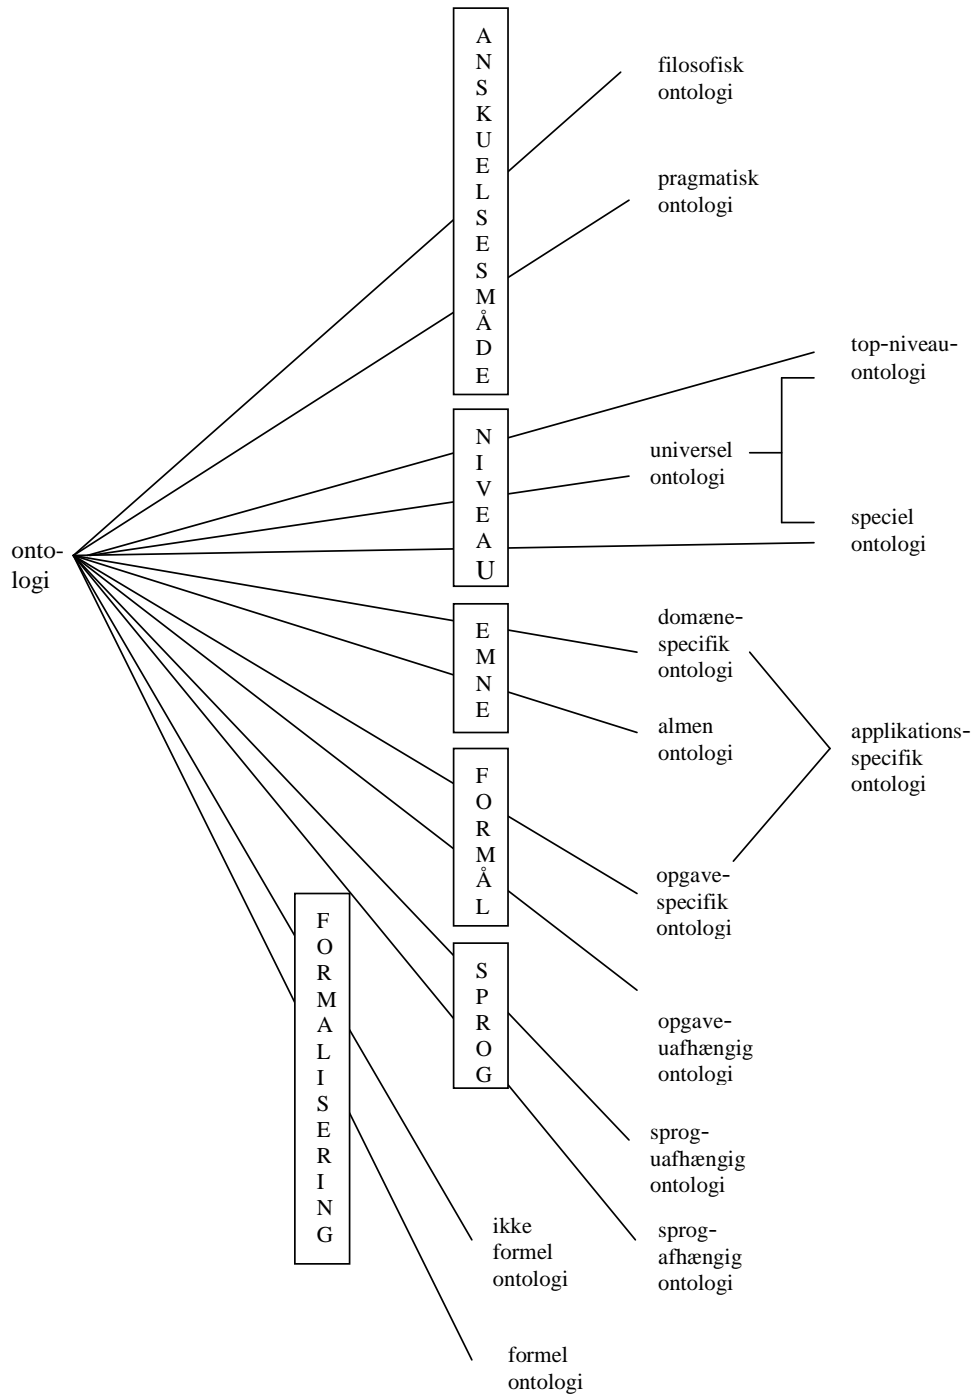 ANSKUELSESMÅDE
filosofisk
ontologi
pragmatisk
ontologi
NIVEAU
top-niveau-
ontologi
universel
ontologi
speciel
ontologi
onto-
logi
EMNE
domæne-
specifik
ontologi
almen
ontologi
applikations-
specifik
ontologi
FORMÅL
opgave-
specifik
ontologi
opgave-
uafhængig
ontologi
SPROG
sprog-
uafhængig
ontologi
sprog-
afhængig
ontologi
FORMALISERING
ikke
formel
ontologi
formel
ontologi